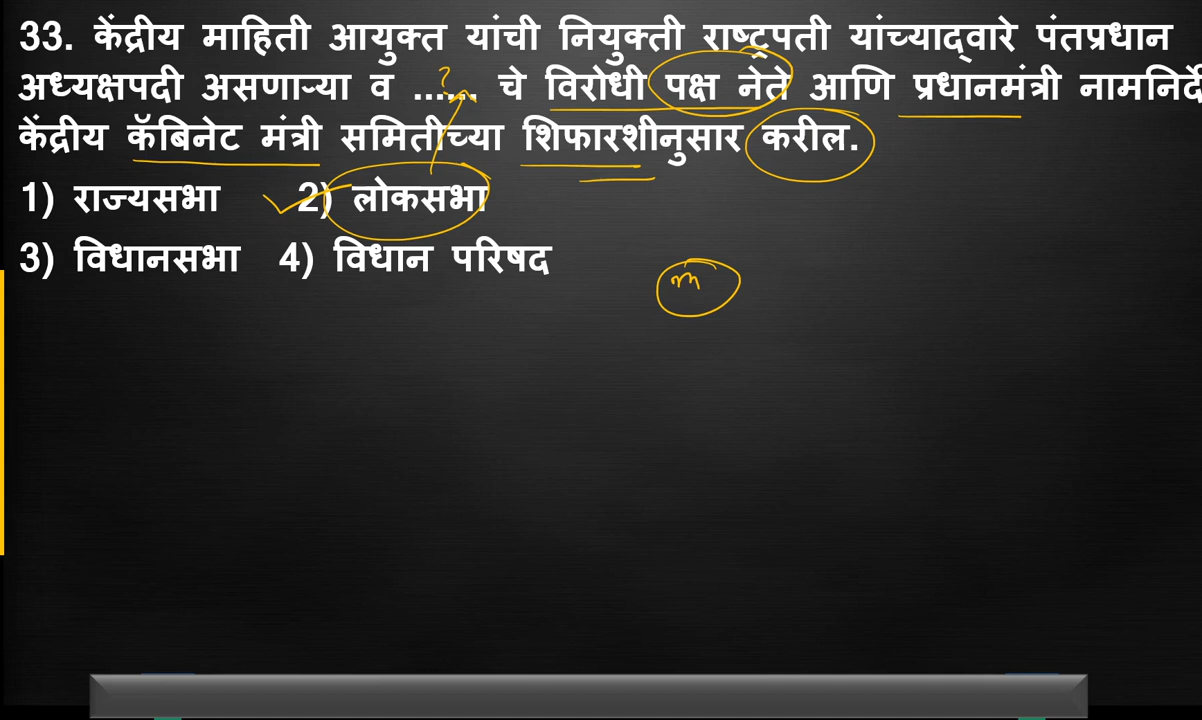 33. केंद्रीय माहिती आयुक्त यांची नियुक्ती राष्ट्रपती यांच्याद्वारे पंतप्रधान
अध्यक्षपदी असणाऱ्या व ...... चे विरोधी पक्ष नेते आणि प्रधानमंत्री नामनिर्दे
केंद्रीय कॅबिनेट मंत्री समितीच्या शिफारशीनुसार करील.
1) राज्यसभा 2) लोकसभा
3) विधानसभा 4) विधान परिषद